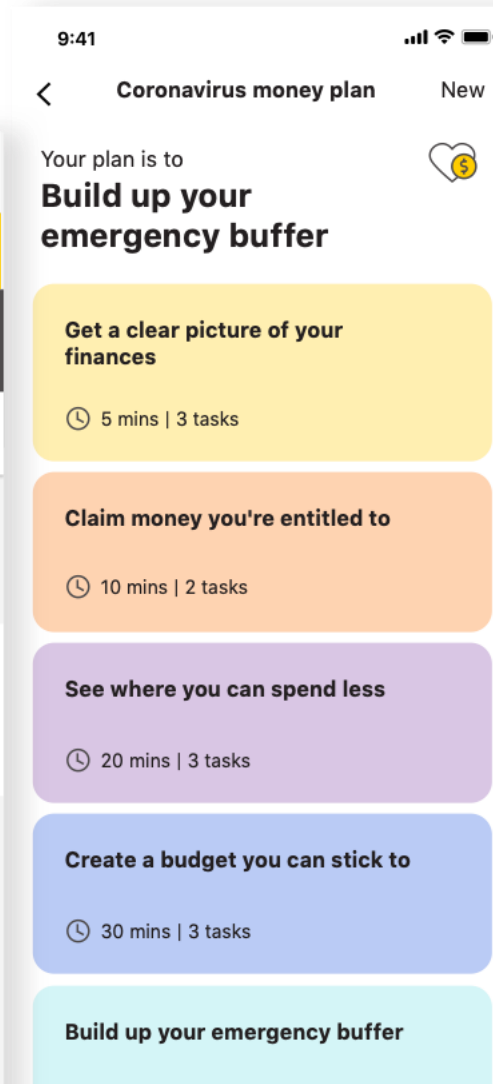 9:41
Coronavirus money plan New
Your plan is to
Build up your
emergency buffer
$
Get a clear picture of your
finances
5 mins | 3 tasks
Claim money you're entitled to
10 mins | 2 tasks
See where you can spend less
20 mins | 3 tasks
Create a budget you can stick to
30 mins | 3 tasks
Build up your emergency buffer